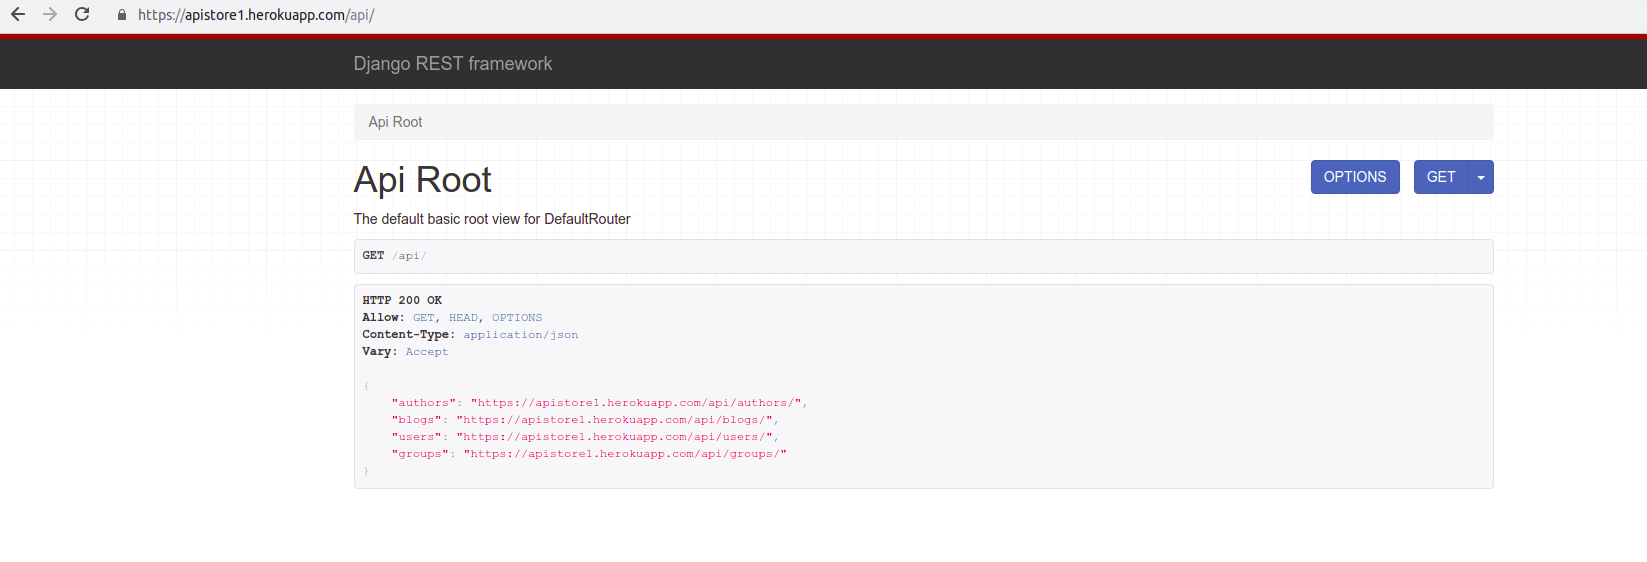 https://apistore1.herokuapp.com/api/
Django REST framework
Api Root
Api Root
OPTIONS
GET
The default basic root view for DefaultRouter
GET /api/
HTTP 200 OK
Allow: GET, HEAD, OPTIONS
Content-Type: application/json
Vary: Accept
{
"authors": "https://apistore1.herokuapp.com/api/authors/",
"blogs": "https://apistore1.herokuapp.com/api/blogs/",
"users": "https://apistore1.herokuapp.com/api/users/",
"groups": "https://apistore1.herokuapp.com/api/groups/"
}